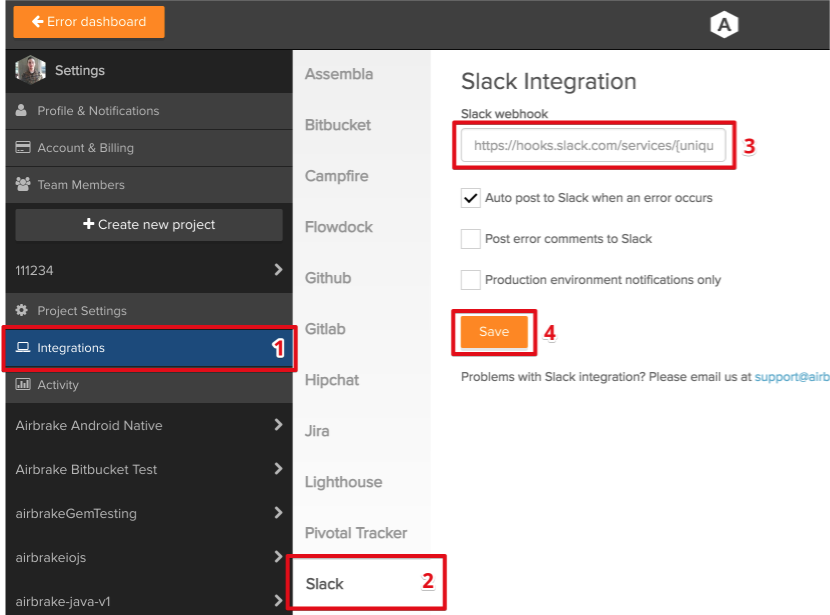 Error dashboard
A
Settings
Profile & Notifications
Account & Billing
Team Members
Create new project
111234
Project Settings
Integrations 1
Activity
Airbrake Android Native
Airbrake Bitbucket Test
airbrakeGemTesting
airbrakeiojs
airbrake-java-v1
Assembla
Bitbucket
Campfire
Flowdock
Github
Gitlab
Hipchat
Jira
Lighthouse
Pivotal Tracker
Slack 2
Slack Integration
Slack webhook
https://hooks.slack.com/services/{uniqu 3
Auto post to Slack when an error occurs
Post error comments to Slack
Production environment notifications only
Save 4
Problems with Slack integration? Please email us at support@airb